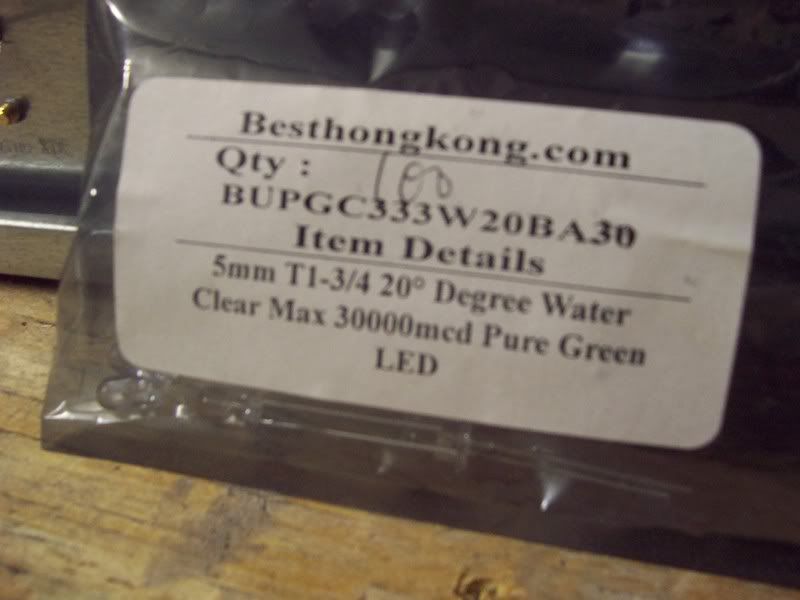 Besthongkong.com
Qty : 100
BUPGC333W20BA30
Item Details
5mm T1-3/4 20° Degree Water
Clear Max 30000mcd Pure Green
LED